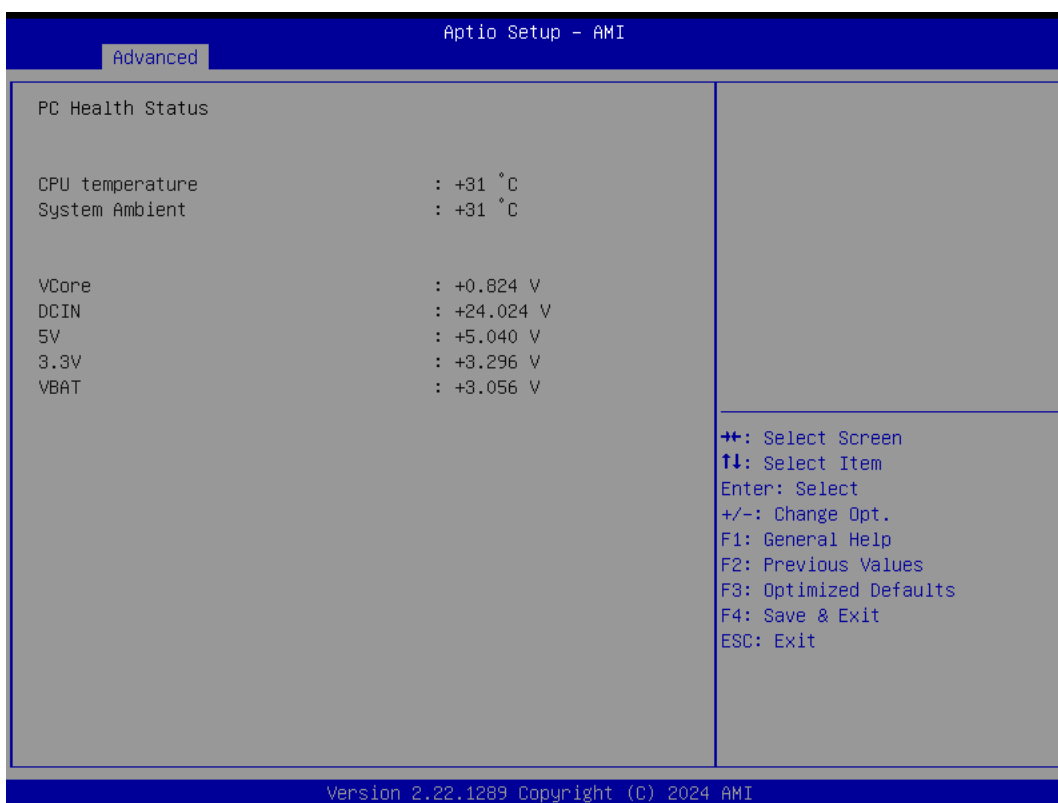 Aptio Setup - AMI
Advanced
PC Health Status
CPU temperature : +31 °C
System Ambient : +31 °C
VCore : +0.824 V
DCIN : +24.024 V
5V : +5.040 V
3.3V : +3.296 V
VBAT : +3.056 V
→←: Select Screen
↑↓: Select Item
Enter: Select
+/-: Change Opt.
F1: General Help
F2: Previous Values
F3: Optimized Defaults
F4: Save & Exit
ESC: Exit
Version 2.22.1289 Copyright (C) 2024 AMI